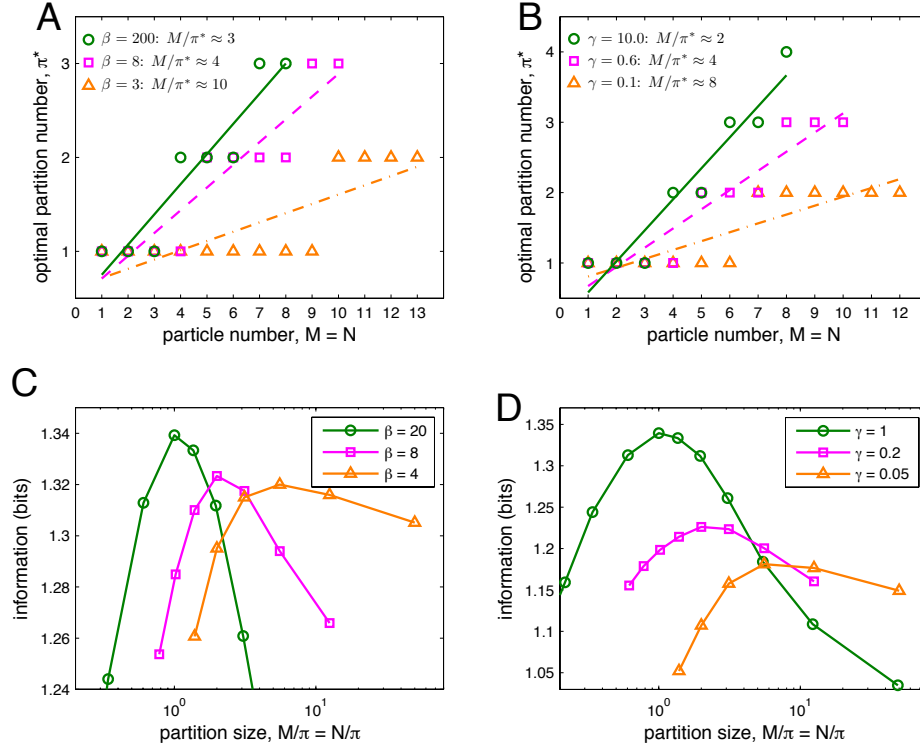 A
β = 200: M/π* ≈ 3
β = 8: M/π* ≈ 4
β = 3: M/π* ≈ 10
optimal partition number, π*
3
2
1
0 1 2 3 4 5 6 7 8 9 10 11 12 13
particle number, M = N
B
γ = 10.0: M/π* ≈ 2
γ = 0.6: M/π* ≈ 4
γ = 0.1: M/π* ≈ 8
optimal partition number, π*
4
3
2
1
0 1 2 3 4 5 6 7 8 9 10 11 12
particle number, M = N
C
β = 20
β = 8
β = 4
information (bits)
1.34
1.32
1.3
1.28
1.26
1.24
10⁰ 10¹
partition size, M/π = N/π
D
γ = 1
γ = 0.2
γ = 0.05
information (bits)
1.35
1.3
1.25
1.2
1.15
1.1
1.05
10⁰ 10¹
partition size, M/π = N/π